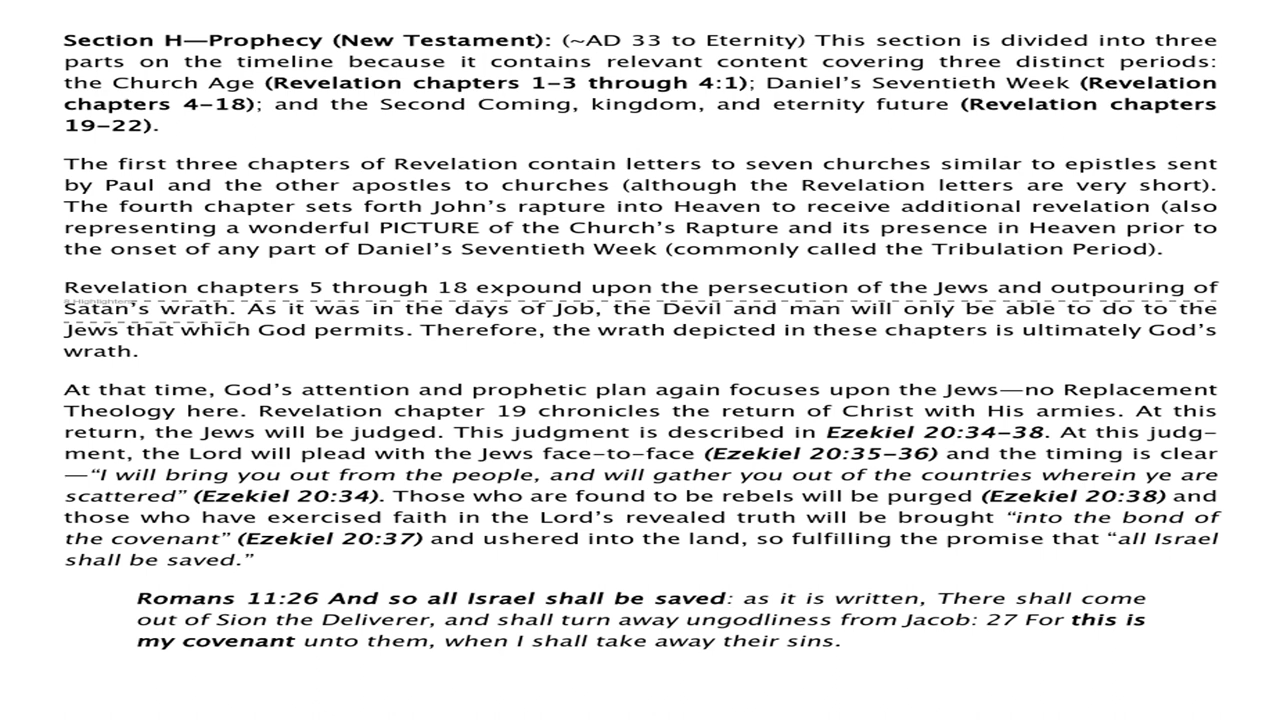 Section H—Prophecy (New Testament): (~AD 33 to Eternity) This section is divided into three
parts on the timeline because it contains relevant content covering three distinct periods:
the Church Age (Revelation chapters 1–3 through 4:1); Daniel’s Seventieth Week (Revelation
chapters 4–18); and the Second Coming, kingdom, and eternity future (Revelation chapters
19–22).
The first three chapters of Revelation contain letters to seven churches similar to epistles sent
by Paul and the other apostles to churches (although the Revelation letters are very short).
The fourth chapter sets forth John’s rapture into Heaven to receive additional revelation (also
representing a wonderful PICTURE of the Church’s Rapture and its presence in Heaven prior to
the onset of any part of Daniel’s Seventieth Week (commonly called the Tribulation Period).
Revelation chapters 5 through 18 expound upon the persecution of the Jews and outpouring of
Satan’s wrath. As it was in the days of Job, the Devil and man will only be able to do to the
Jews that which God permits. Therefore, the wrath depicted in these chapters is ultimately God’s
wrath.
At that time, God’s attention and prophetic plan again focuses upon the Jews—no Replacement
Theology here. Revelation chapter 19 chronicles the return of Christ with His armies. At this
return, the Jews will be judged. This judgment is described in Ezekiel 20:34–38. At this judg-
ment, the Lord will plead with the Jews face-to-face (Ezekiel 20:35–36) and the timing is clear
—“I will bring you out from the people, and will gather you out of the countries wherein ye are
scattered” (Ezekiel 20:34). Those who are found to be rebels will be purged (Ezekiel 20:38) and
those who have exercised faith in the Lord’s revealed truth will be brought “into the bond of
the covenant” (Ezekiel 20:37) and ushered into the land, so fulfilling the promise that “all Israel
shall be saved.”
Romans 11:26 And so all Israel shall be saved: as it is written, There shall come
out of Sion the Deliverer, and shall turn away ungodliness from Jacob: 27 For this is
my covenant unto them, when I shall take away their sins.